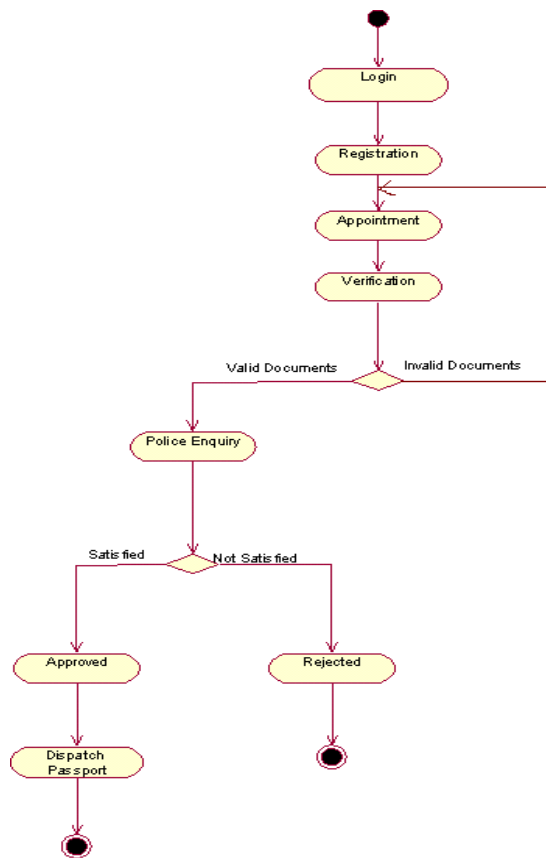 Login
Registration
Appointment
Verification
Valid Documents
Invalid Documents
Police Enquiry
Satisfied
Not Satisfied
Approved
Rejected
Dispatch
Passport